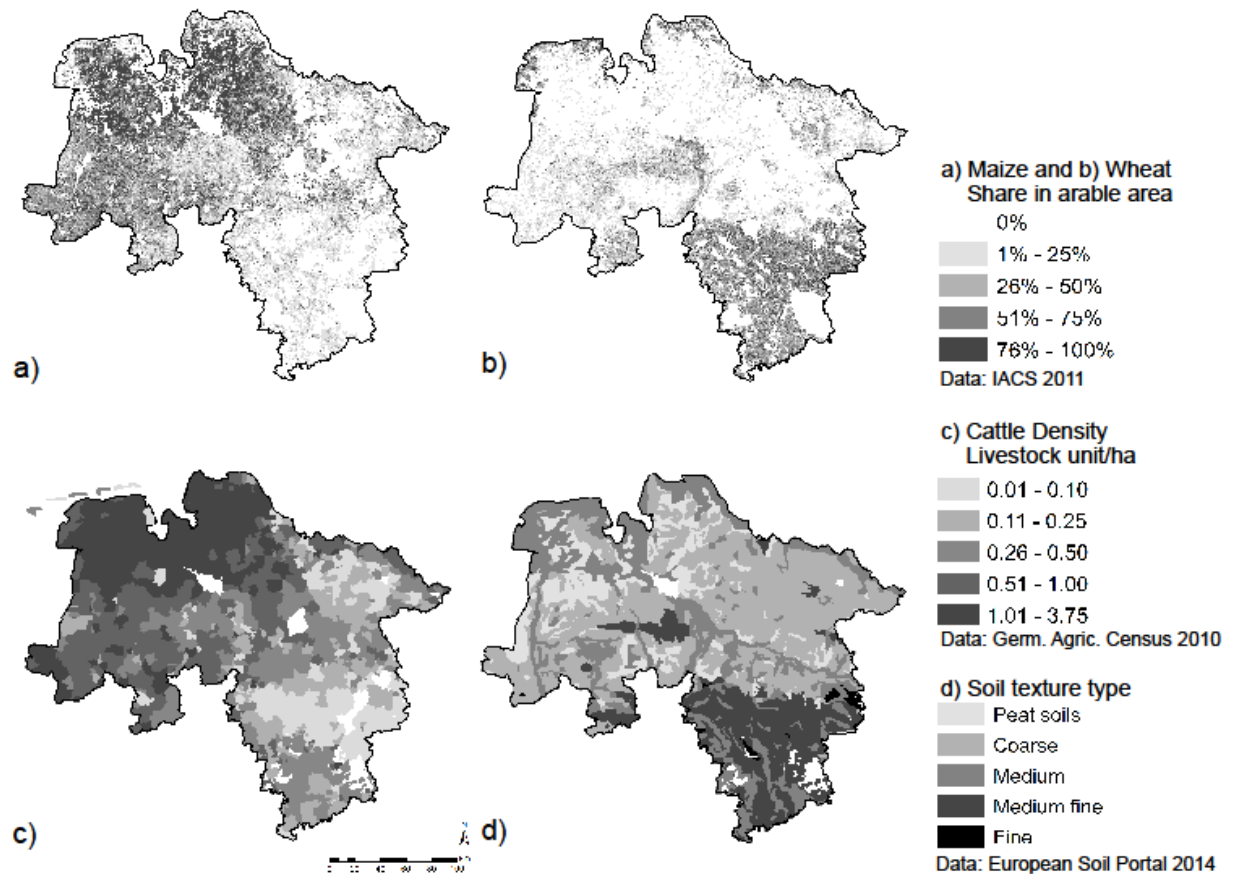 a)
b)
a) Maize and b) Wheat
Share in arable area
0%
1% - 25%
26% - 50%
51% - 75%
76% - 100%
Data: IACS 2011
c)
d)
c) Cattle Density
Livestock unit/ha
0.01 - 0.10
0.11 - 0.25
0.26 - 0.50
0.51 - 1.00
1.01 - 3.75
Data: Germ. Agric. Census 2010
d) Soil texture type
Peat soils
Coarse
Medium
Medium fine
Fine
Data: European Soil Portal 2014